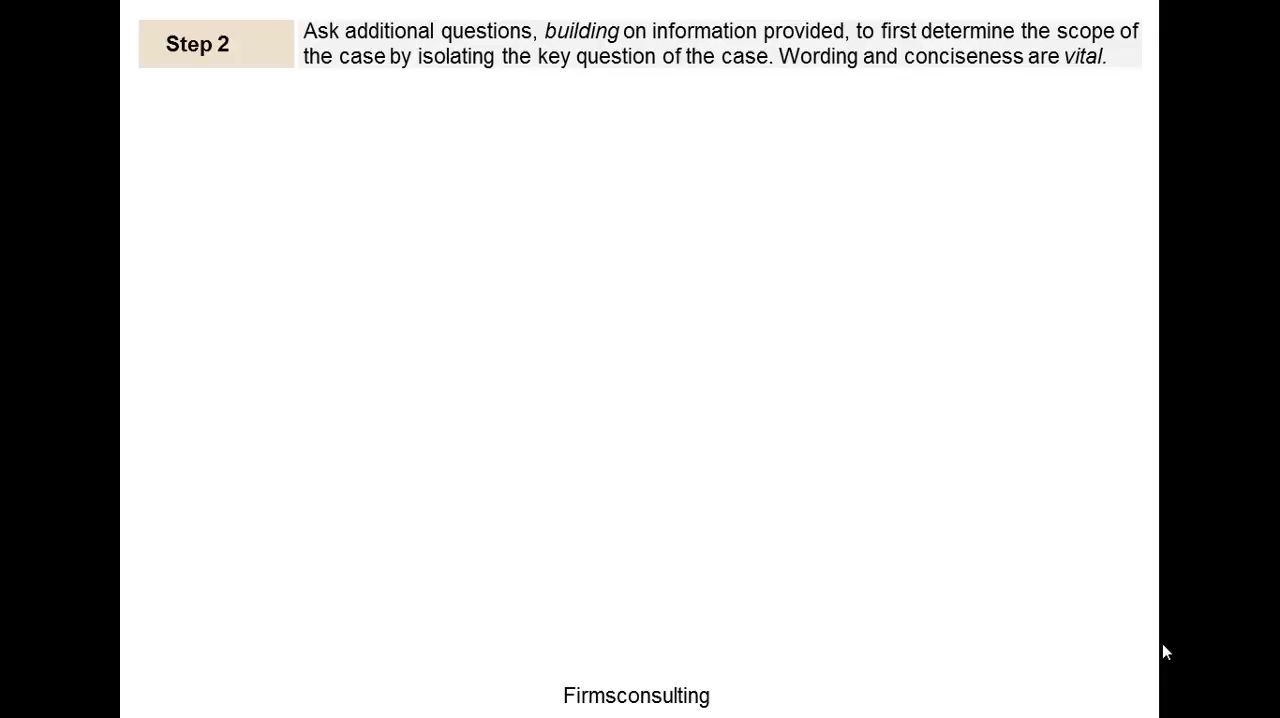 Step 2
Ask additional questions, building on information provided, to first determine the scope of
the case by isolating the key question of the case. Wording and conciseness are vital.
Firmsconsulting